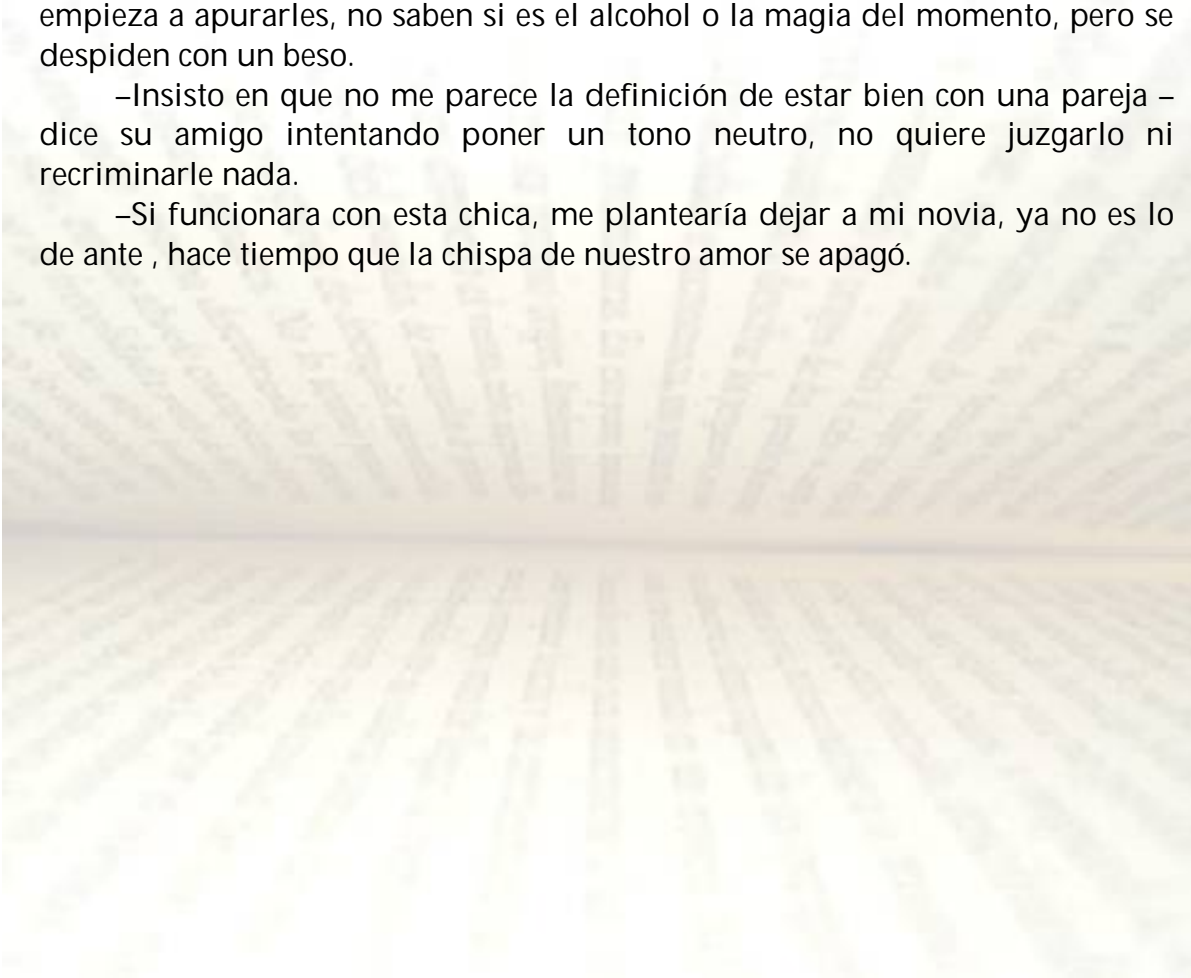 empieza a apurarles, no saben si es el alcohol o la magia del momento, pero se
despiden con un beso.
–Insisto en que no me parece la definición de estar bien con una pareja –
dice su amigo intentando poner un tono neutro, no quiere juzgarlo ni
recriminarle nada.
–Si funcionara con esta chica, me plantearía dejar a mi novia, ya no es lo
de ante , hace tiempo que la chispa de nuestro amor se apagó.